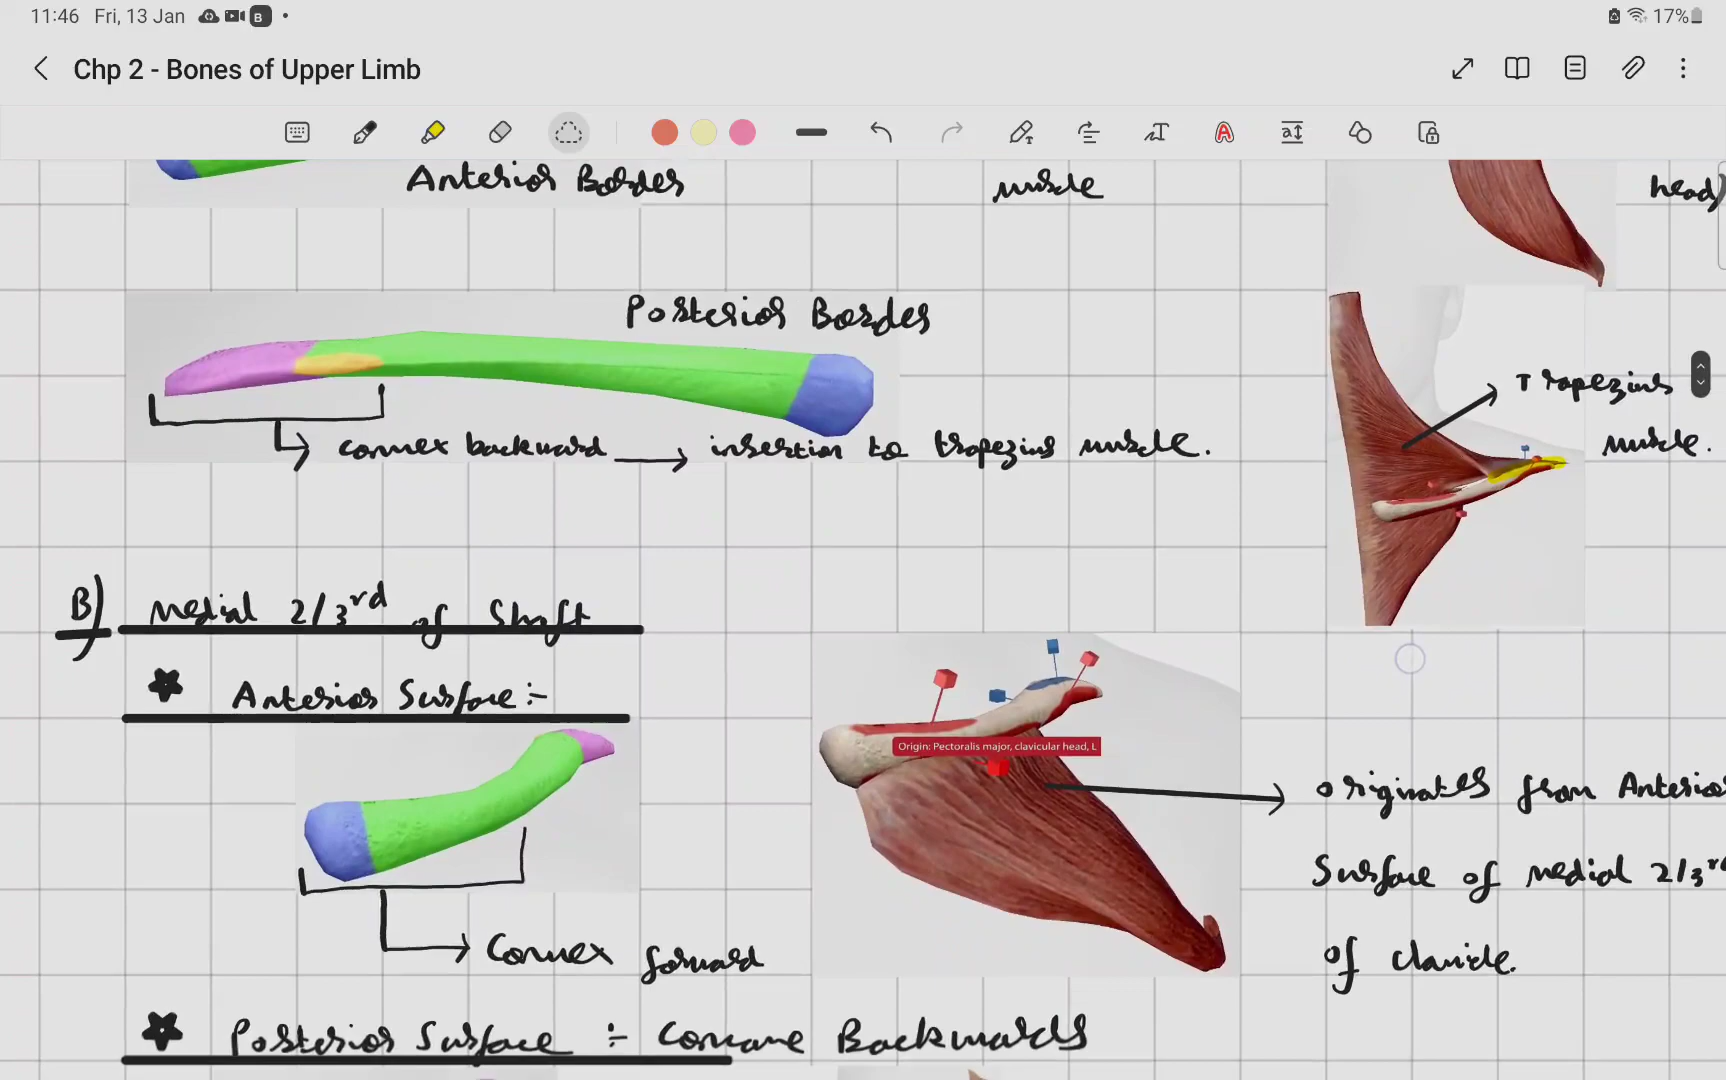 11:46 Fri, 13 Jan B 17%
Chp 2 - Bones of Upper Limb
Anterior Border
muscle
head)
Posterior Border
Trapezius
muscle.
convex backward → insertion to trapezius muscle.
B) Medial 2/3rd of Shaft
Anterior Surface :-
Origin: Pectoralis major, clavicular head, L
originates from Anterio
Surface of medial 2/3rd
of clavicle.
Convex forward
Posterior Surface :- Concave Backwards